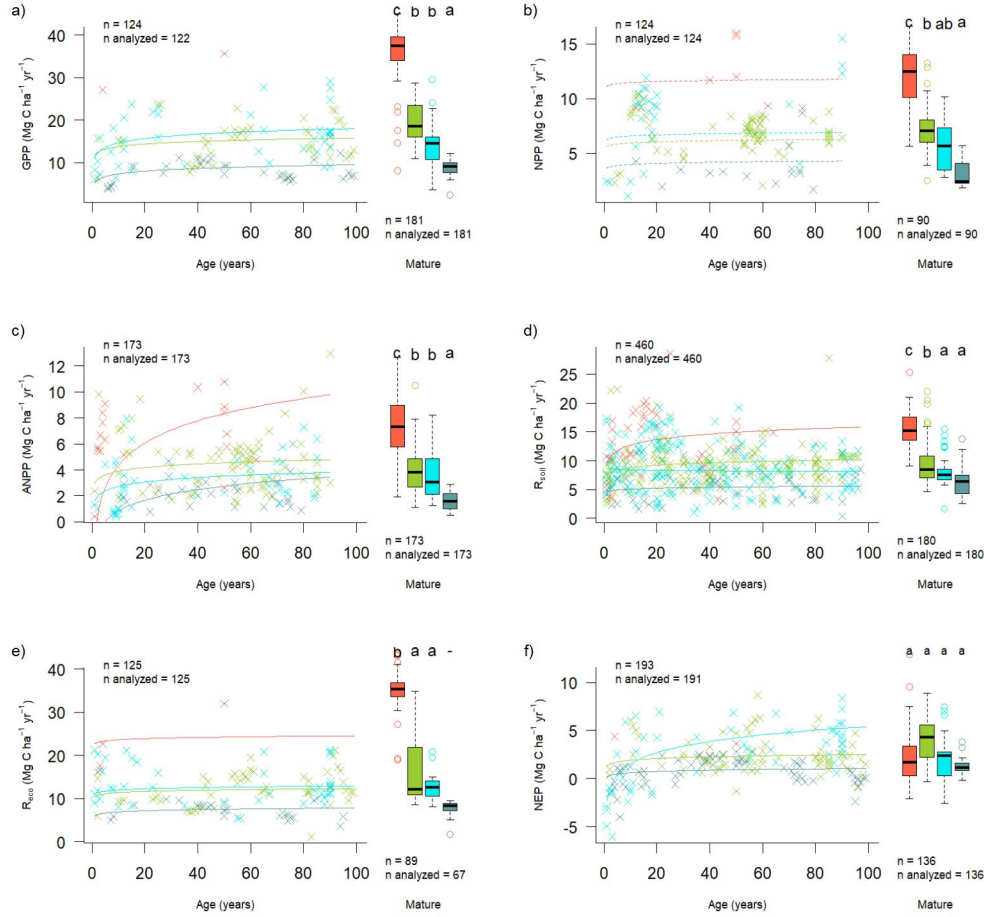 a)
n = 124
n analyzed = 122
c b b a
GPP (Mg C ha⁻¹ yr⁻¹)
40
30
20
10
0 20 40 60 80 100
n = 181
n analyzed = 181
Age (years)
Mature
b)
n = 124
n analyzed = 124
c b ab a
NPP (Mg C ha⁻¹ yr⁻¹)
15
10
5
0 20 40 60 80 100
n = 90
n analyzed = 90
Age (years)
Mature
c)
n = 173
n analyzed = 173
c b b a
ANPP (Mg C ha⁻¹ yr⁻¹)
12
10
8
6
4
2
0
0 20 40 60 80 100
n = 173
n analyzed = 173
Age (years)
Mature
d)
n = 460
n analyzed = 460
c b a a
Rsoil (Mg C ha⁻¹ yr⁻¹)
25
20
15
10
5
0
0 20 40 60 80 100
n = 180
n analyzed = 180
Age (years)
Mature
e)
n = 125
n analyzed = 125
b a a -
Reco (Mg C ha⁻¹ yr⁻¹)
40
30
20
10
0
0 20 40 60 80 100
n = 89
n analyzed = 67
Age (years)
Mature
f)
n = 193
n analyzed = 191
a a a a
NEP (Mg C ha⁻¹ yr⁻¹)
10
5
0
-5
0 20 40 60 80 100
n = 136
n analyzed = 136
Age (years)
Mature